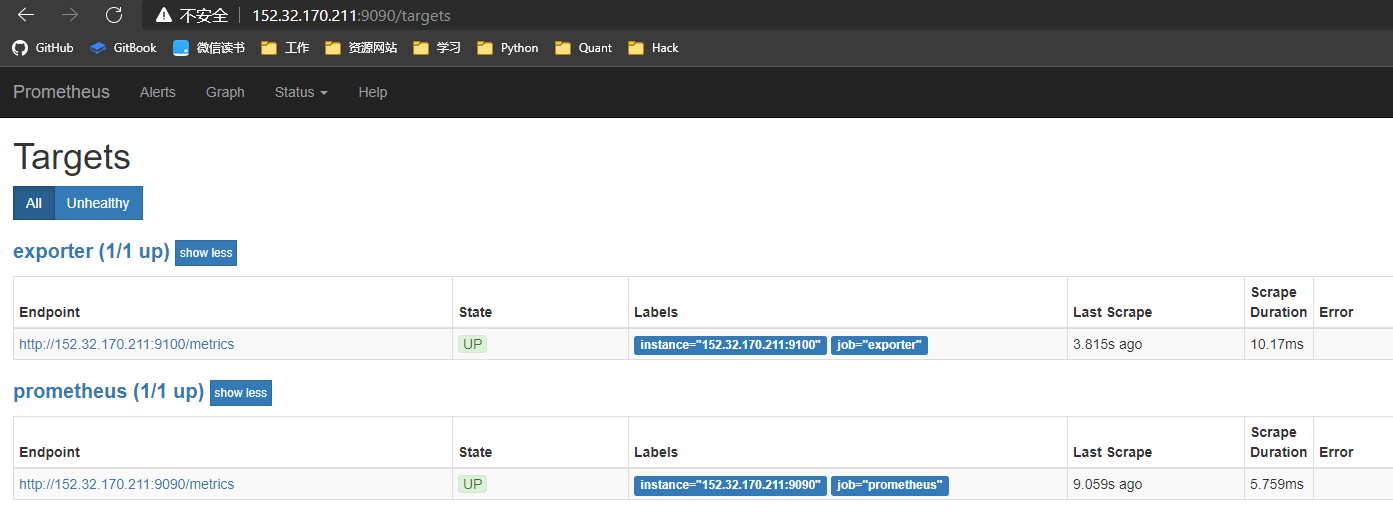 不安全 152.32.170.211:9090/targets
GitHub GitBook 微信读书 工作 资源网站 学习 Python Quant Hack
Prometheus Alerts Graph Status Help
Targets
All Unhealthy
exporter (1/1 up) show less
Endpoint State Labels Last Scrape Scrape Duration Error
http://152.32.170.211:9100/metrics UP instance="152.32.170.211:9100" job="exporter" 3.815s ago 10.17ms
prometheus (1/1 up) show less
Endpoint State Labels Last Scrape Scrape Duration Error
http://152.32.170.211:9090/metrics UP instance="152.32.170.211:9090" job="prometheus" 9.059s ago 5.759ms